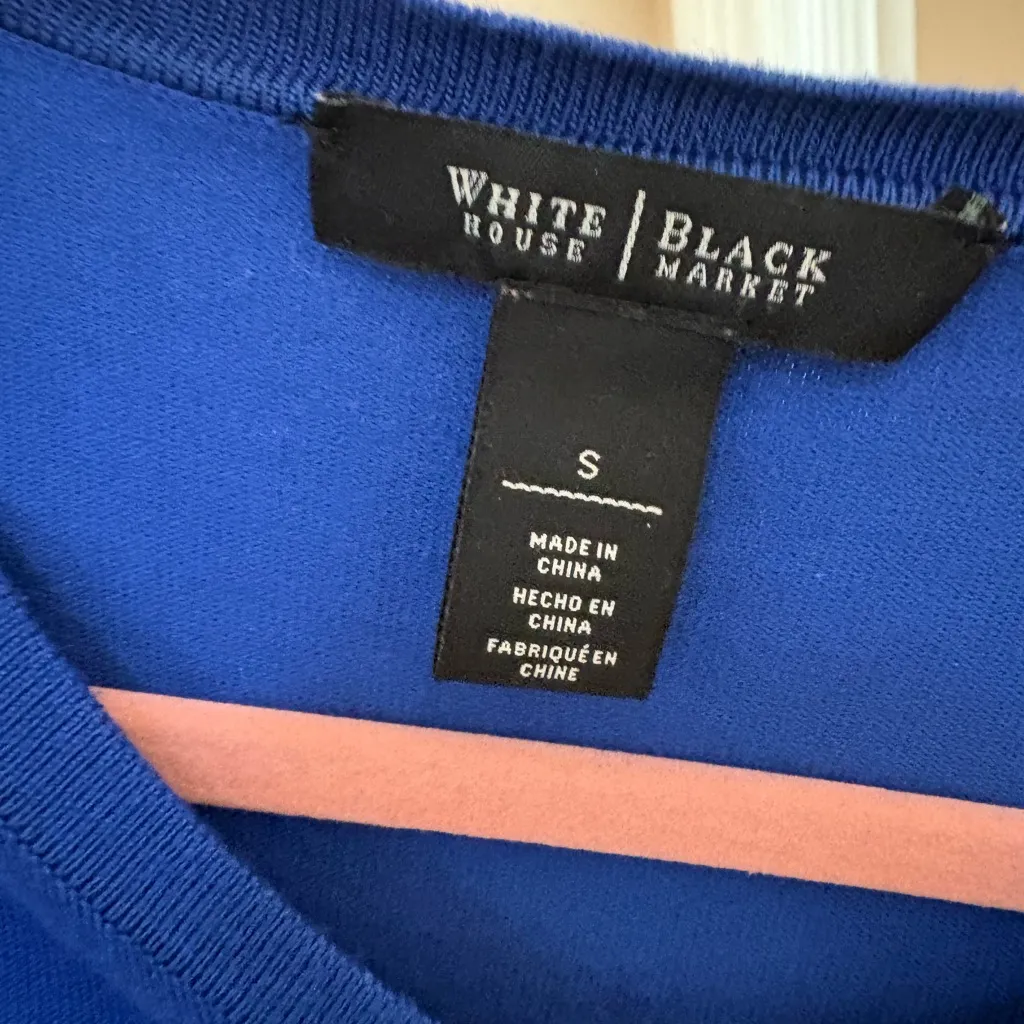 WHITE HOUSE | BLACK MARKET
S
MADE IN
CHINA
HECHO EN
CHINA
FABRIQUÉ EN
CHINE